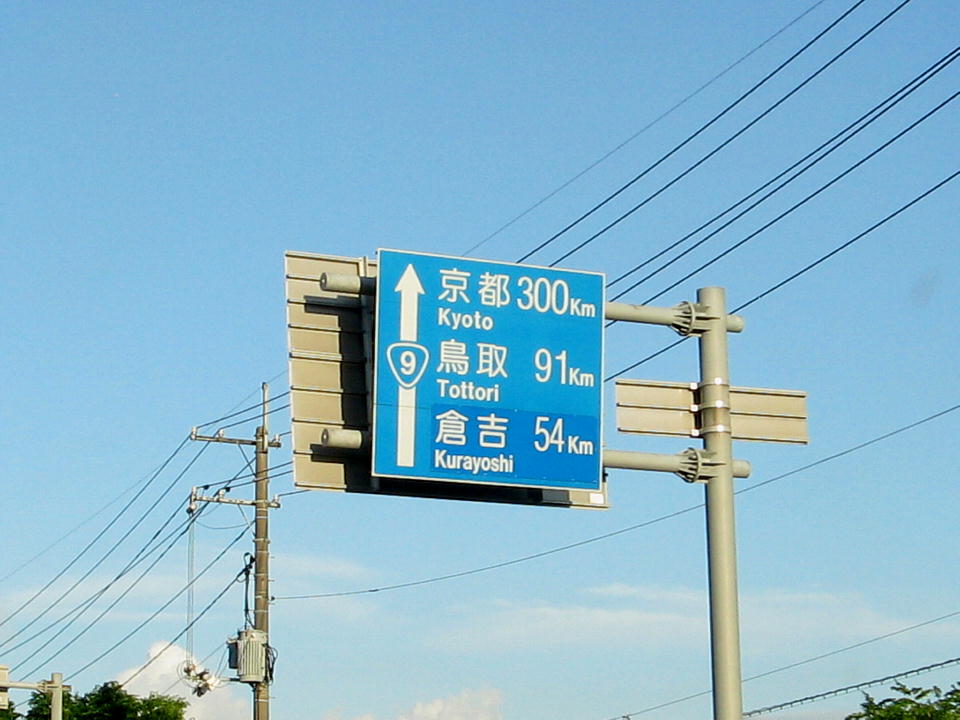 京都 300Km
Kyoto
9
鳥取 91Km
Tottori
倉吉 54Km
Kurayoshi